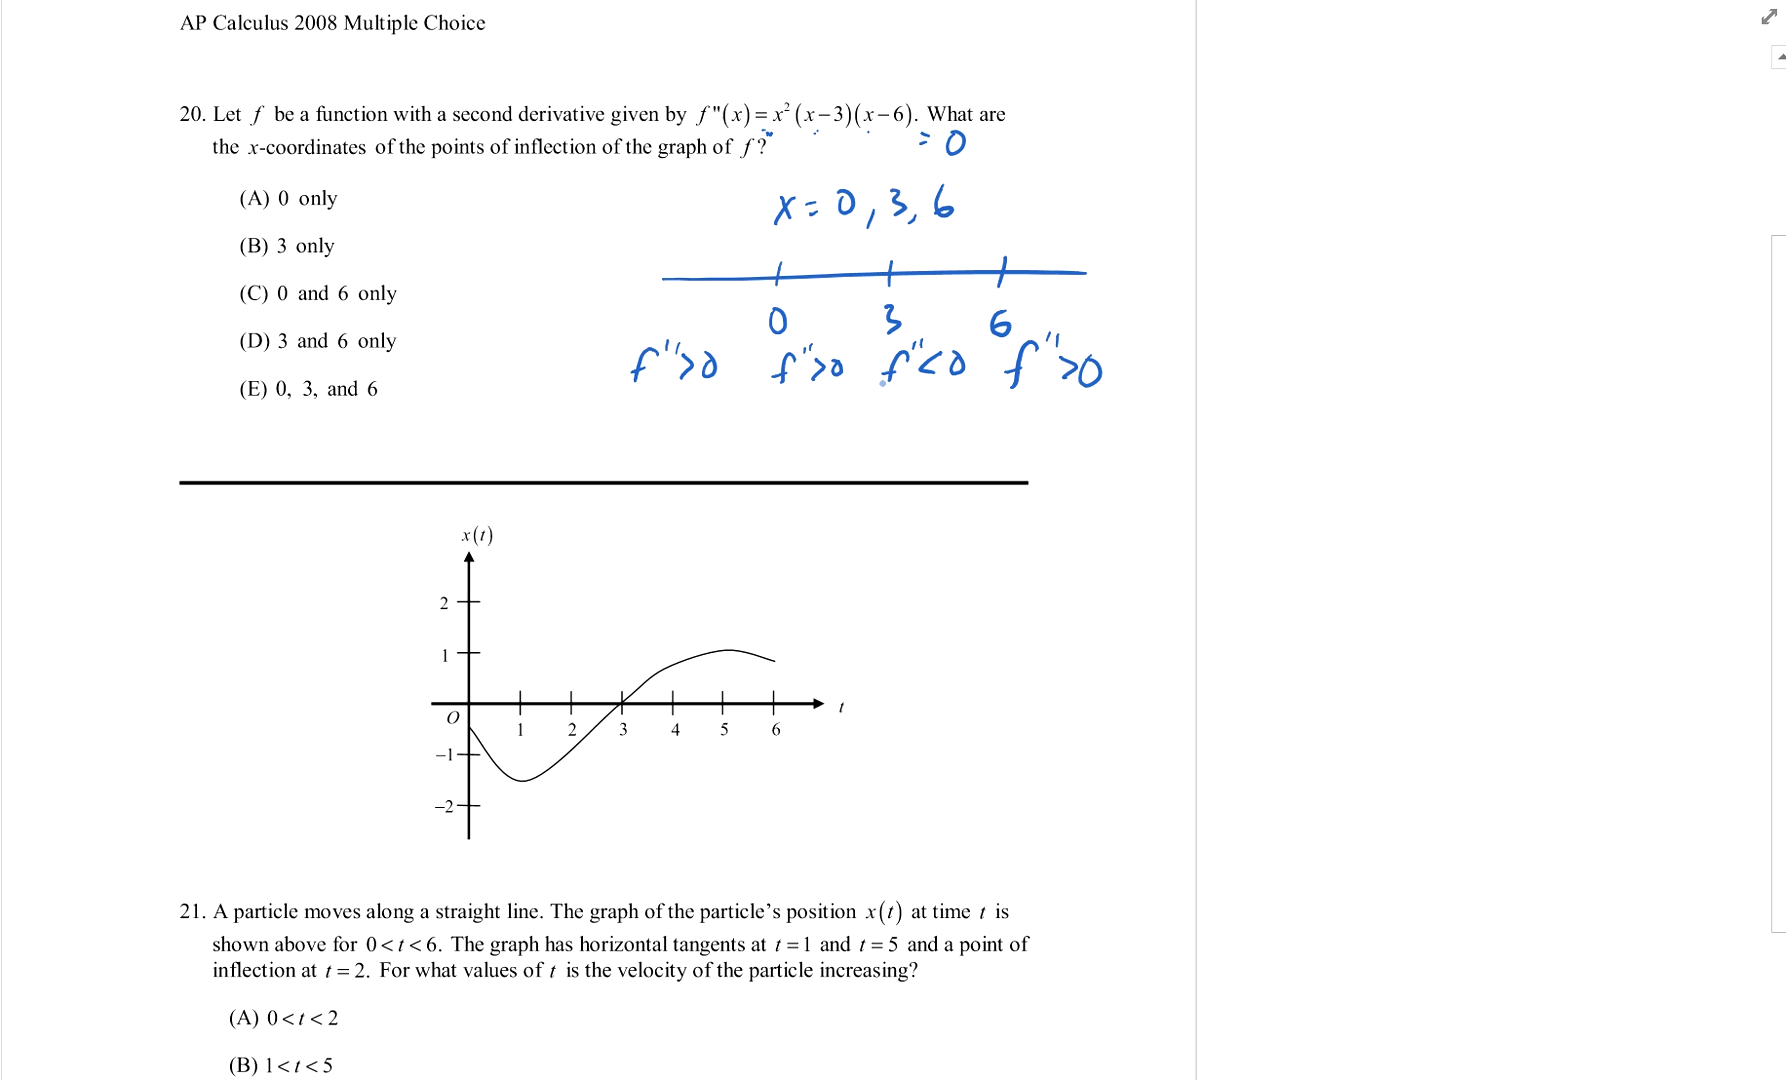 AP Calculus 2008 Multiple Choice
20. Let f be a function with a second derivative given by f "(x) = x² (x−3)(x−6). What are
the x-coordinates of the points of inflection of the graph of f ?
= 0
(A) 0 only
x = 0, 3, 6
(B) 3 only
(C) 0 and 6 only
0 3 6
(D) 3 and 6 only
f">0 f">0 f"<0 f">0
(E) 0, 3, and 6
x(t)
2
1
O
1 2 3 4 5 6
t
−1
−2
21. A particle moves along a straight line. The graph of the particle’s position x(t) at time t is
shown above for 0 < t < 6. The graph has horizontal tangents at t = 1 and t = 5 and a point of
inflection at t = 2. For what values of t is the velocity of the particle increasing?
(A) 0 < t < 2
(B) 1 < t < 5